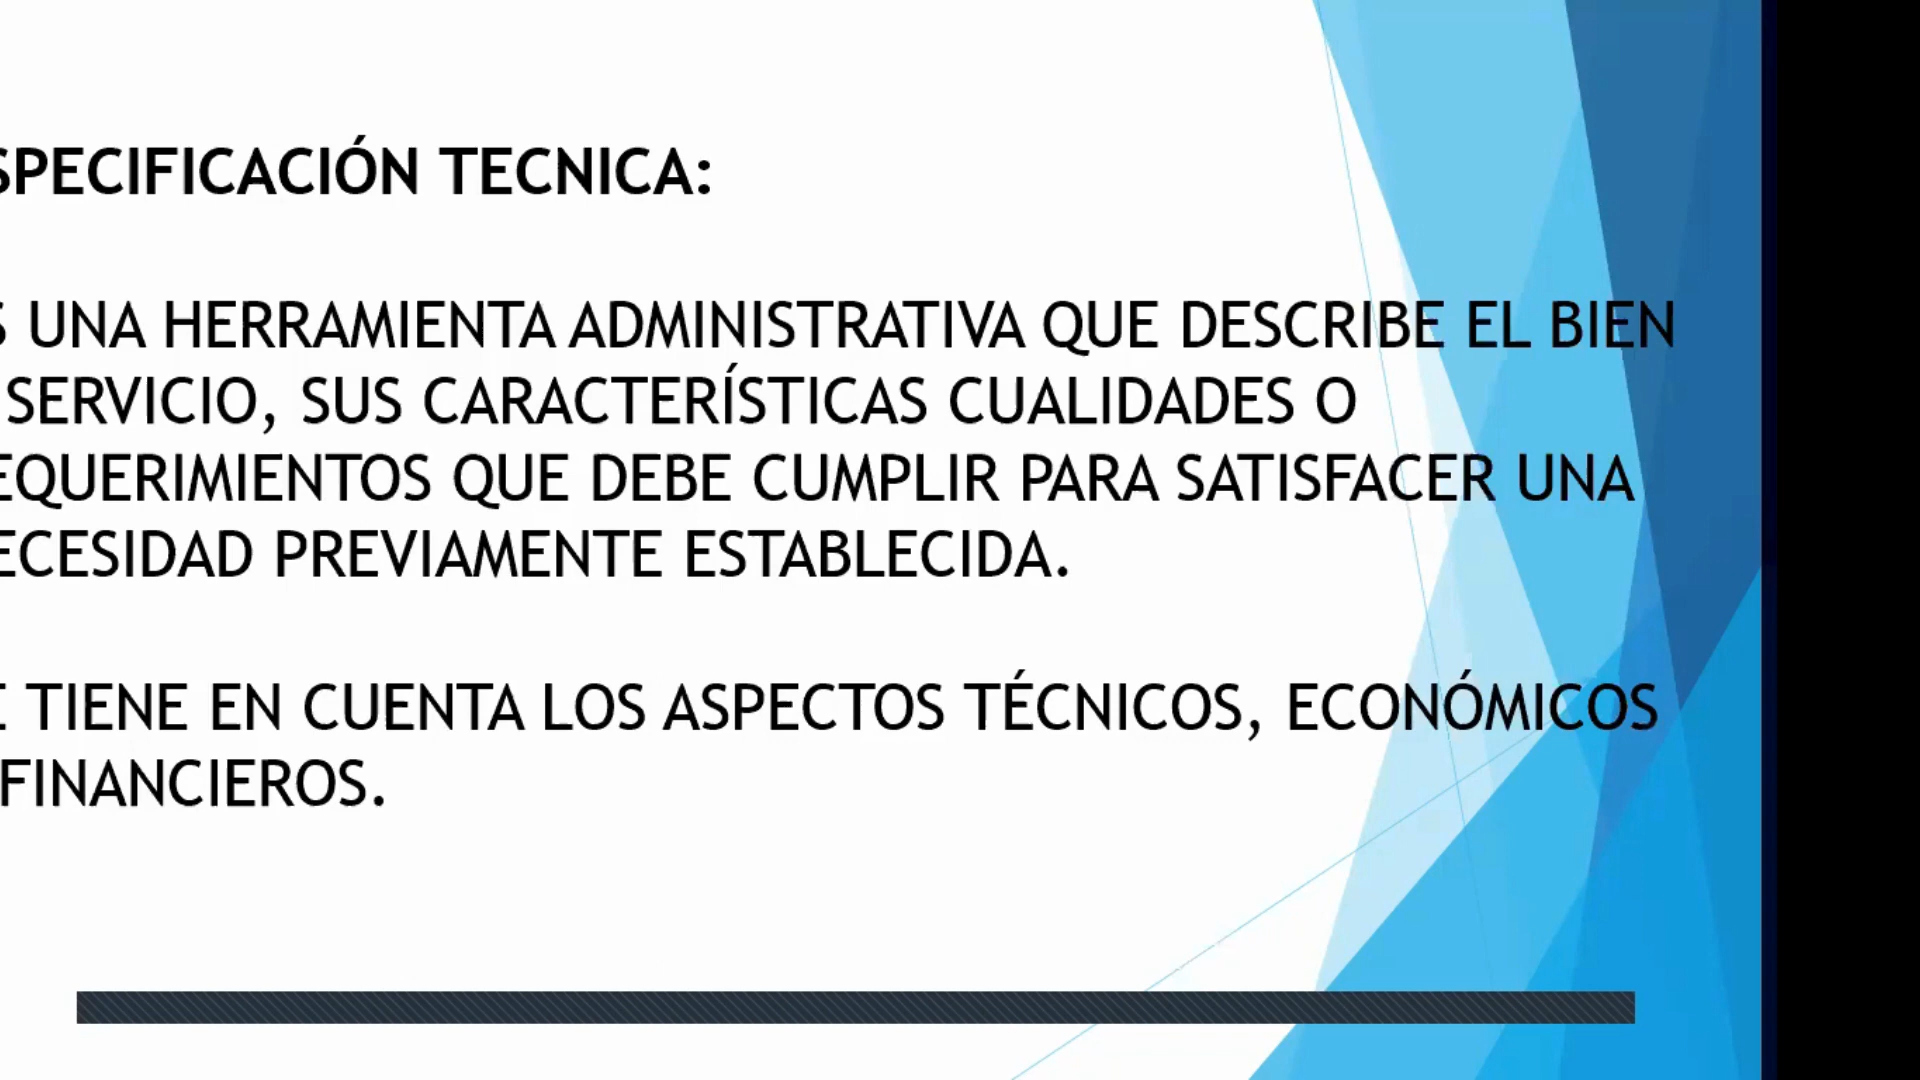 SPECIFICACIÓN TECNICA:
S UNA HERRAMIENTA ADMINISTRATIVA QUE DESCRIBE EL BIEN
SERVICIO, SUS CARACTERÍSTICAS CUALIDADES O
EQUERIMIENTOS QUE DEBE CUMPLIR PARA SATISFACER UNA
ECESIDAD PREVIAMENTE ESTABLECIDA.
E TIENE EN CUENTA LOS ASPECTOS TÉCNICOS, ECONÓMICOS
FINANCIEROS.